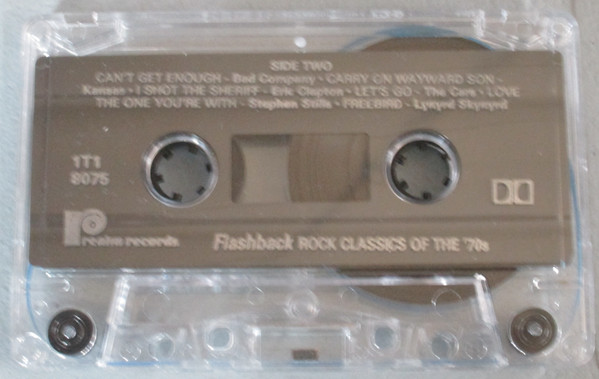 SIDE TWO
CAN'T GET ENOUGH - Bad Company • CARRY ON WAYWARD SON -
Kansas • I SHOT THE SHERIFF - Eric Clapton • LET'S GO - The Cars • LOVE
THE ONE YOU'RE WITH - Stephen Stills • FREEBIRD - Lynyrd Skynyrd
1T1
8075
realm records
Flashback ROCK CLASSICS OF THE '70s